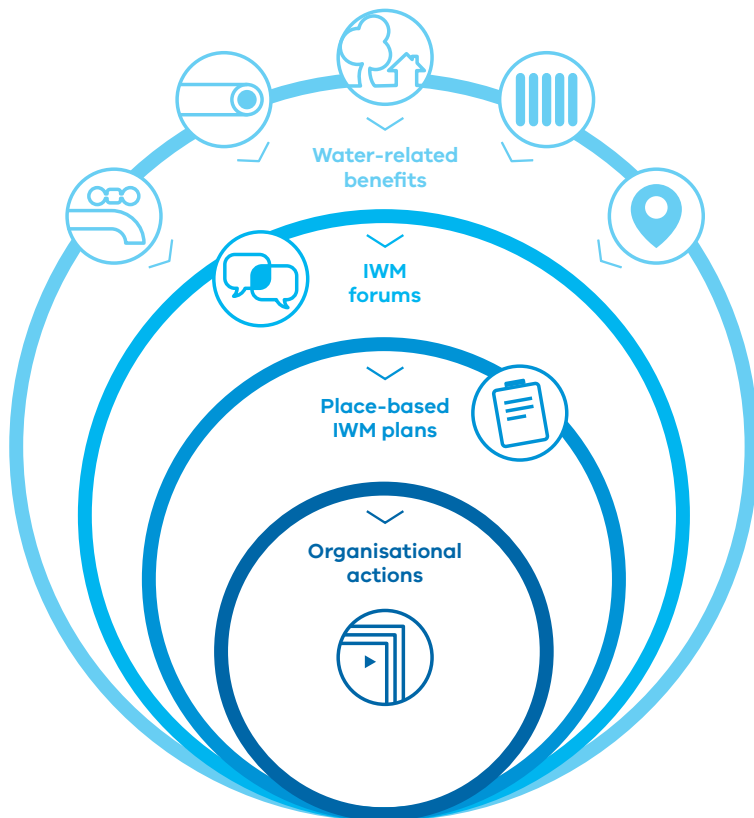 Water-related
benefits
IWM
forums
Place-based
IWM plans
Organisational
actions